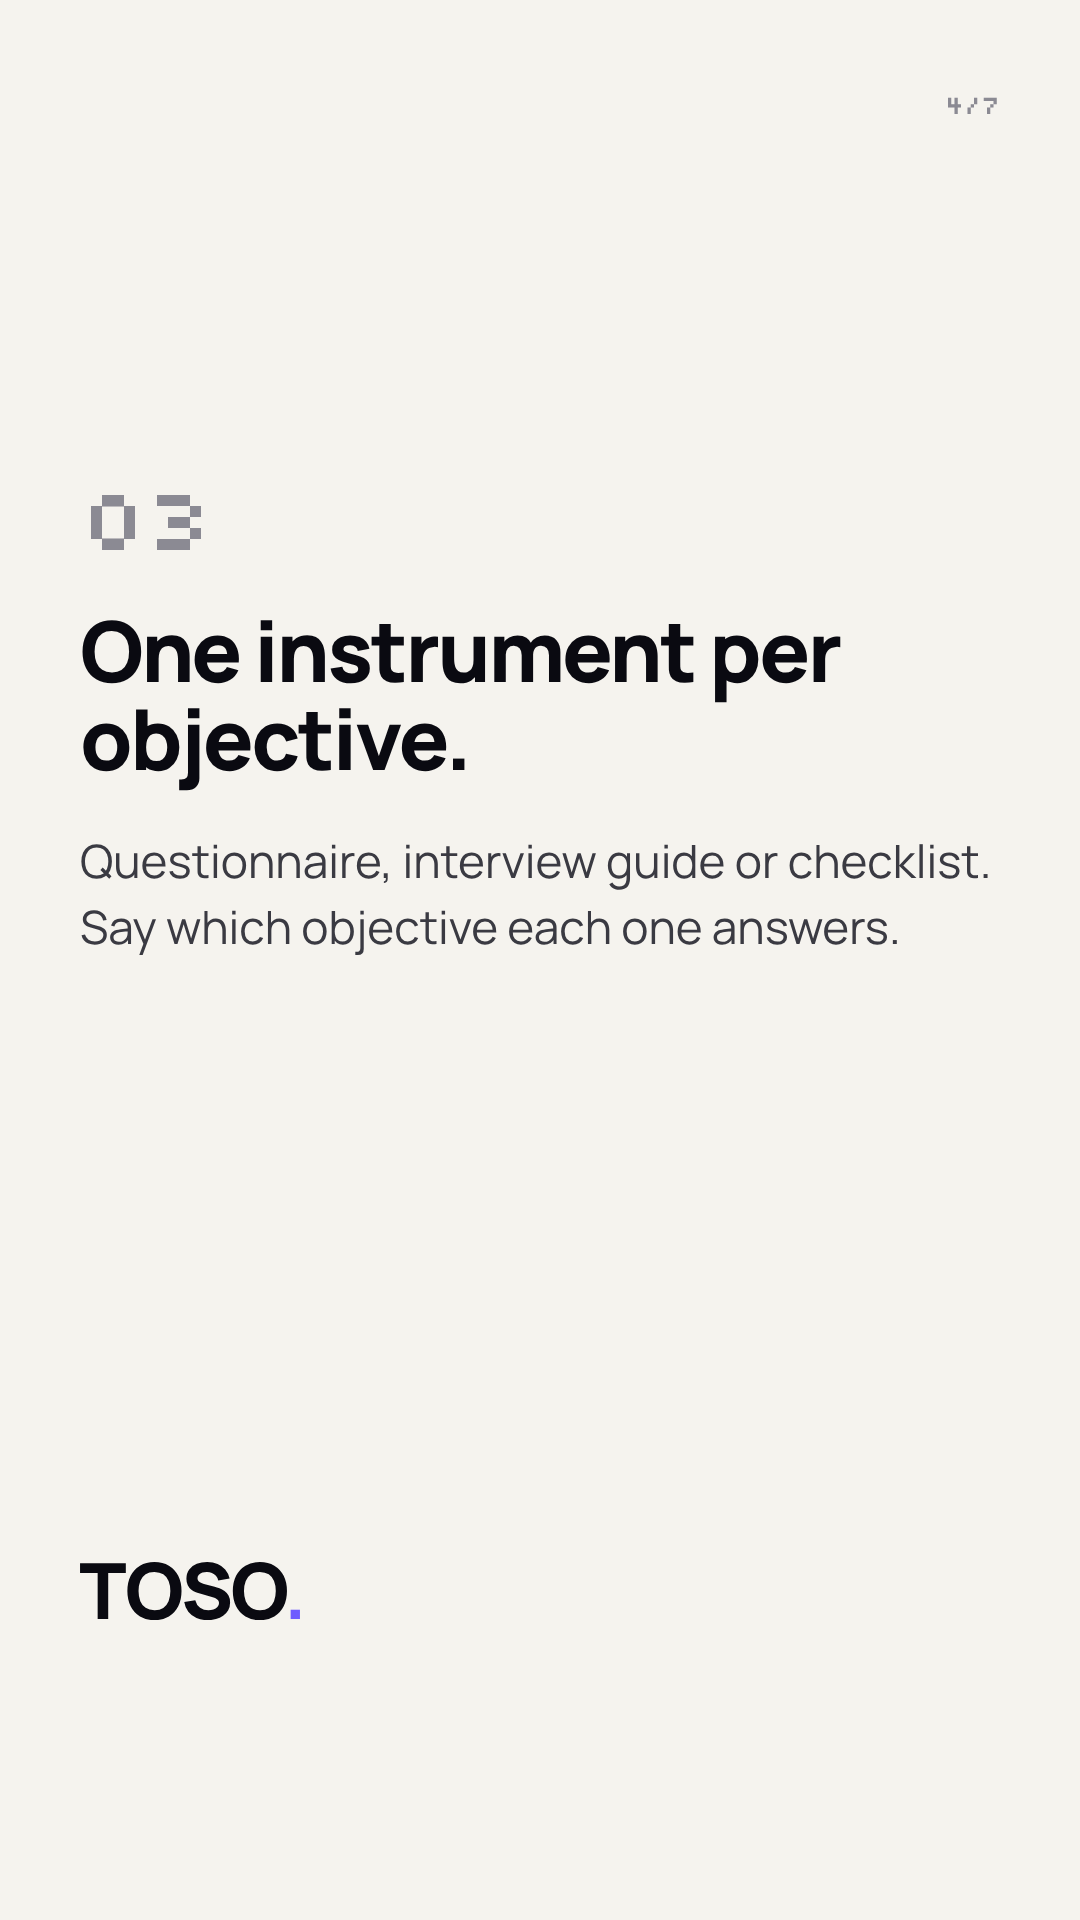 4/7
03
One instrument per
objective.
Questionnaire, interview guide or checklist.
Say which objective each one answers.
TOSO.